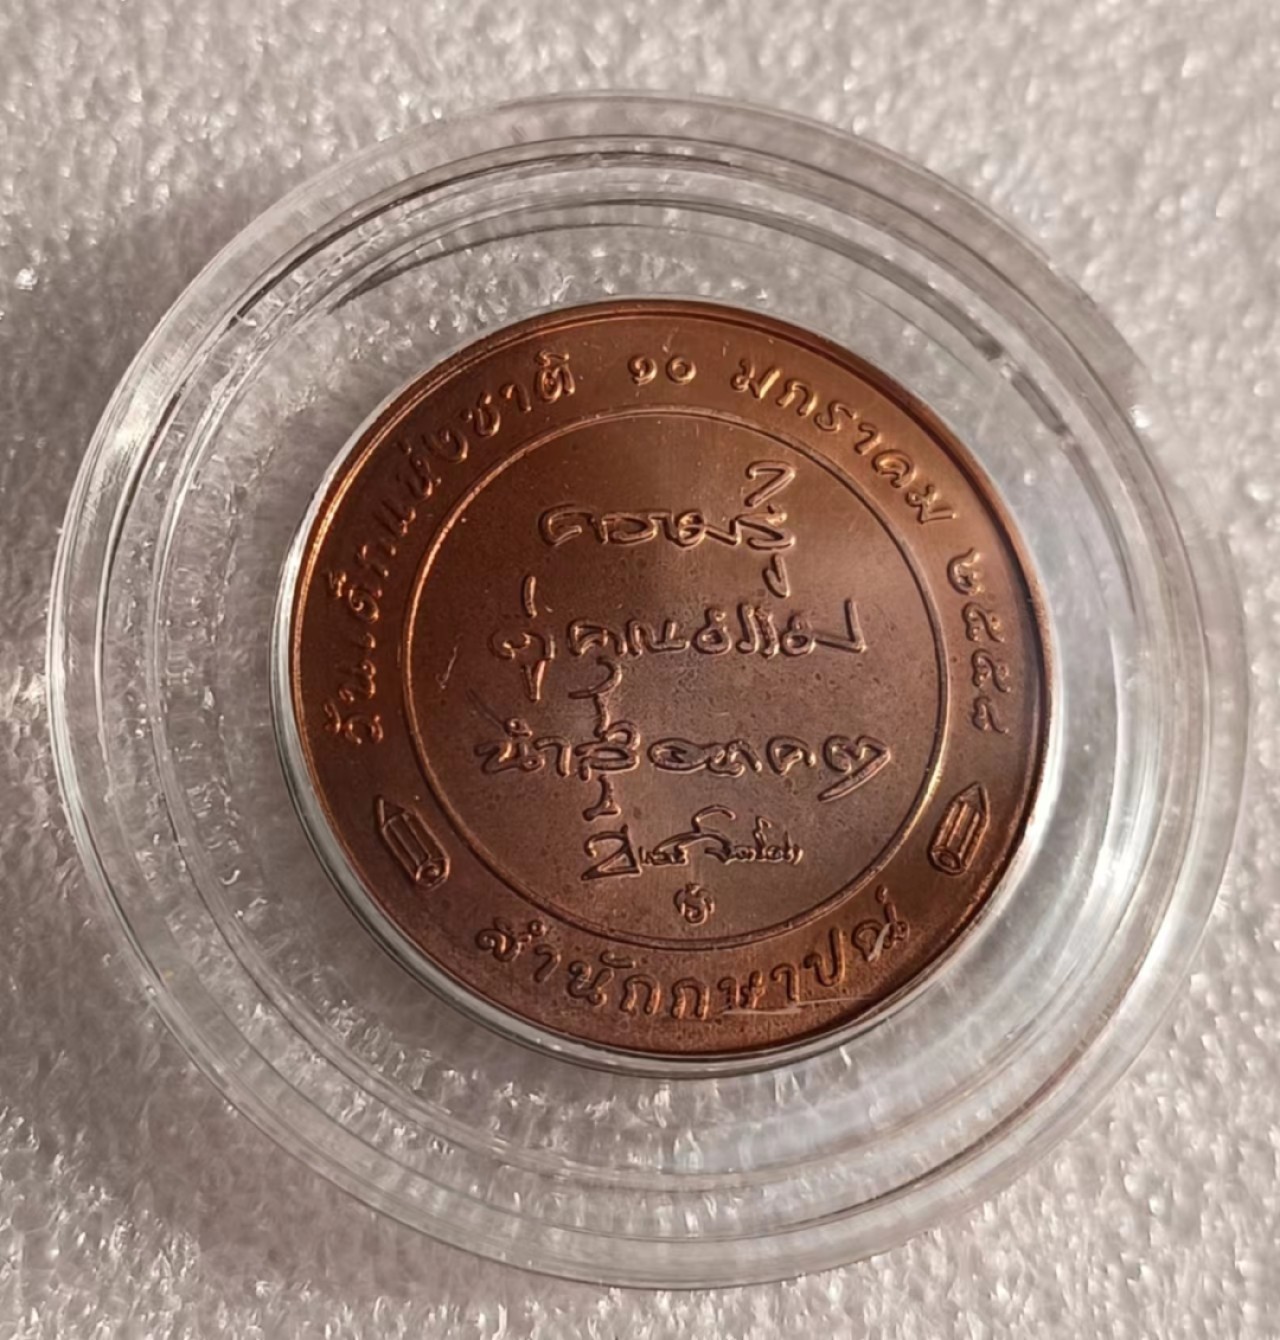 วันเด็กแห่งชาติ ๑๐ มกราคม ๒๕๕๘
ความรู้
คู่คุณธรรม
นำสู่อนาคต
สำนักกษาปณ์